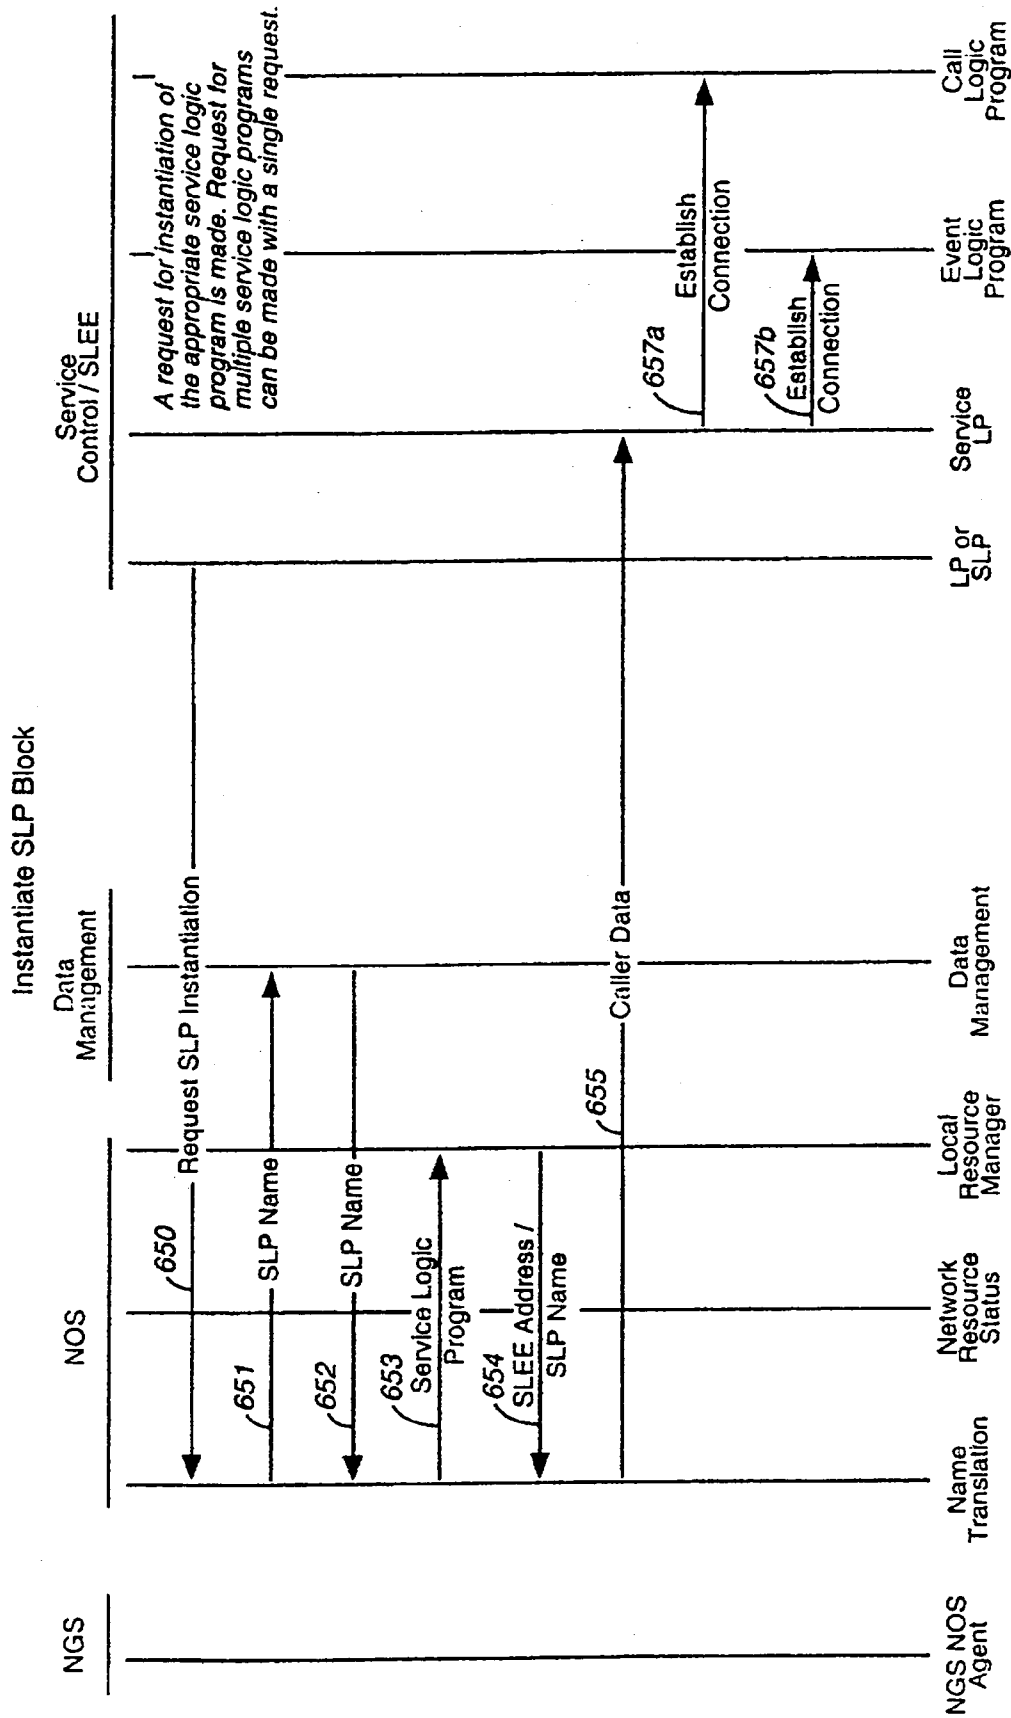 Instantiate SLP Block
NGS
NOS
Data
Management
Service
Control / SLEE
A request for instantiation of
the appropriate service logic
program is made. Request for
multiple service logic programs
can be made with a single request.
650
Request SLP Instantiation
651
SLP Name
652
SLP Name
653
Service Logic
Program
654
SLEE Address /
SLP Name
655
Caller Data
657a
Establish
Connection
657b
Establish
Connection
NGS NOS
Agent
Name
Translation
Network
Resource
Status
Local
Resource
Manager
Data
Management
LP or
SLP
Service
LP
Event
Logic
Program
Call
Logic
Program